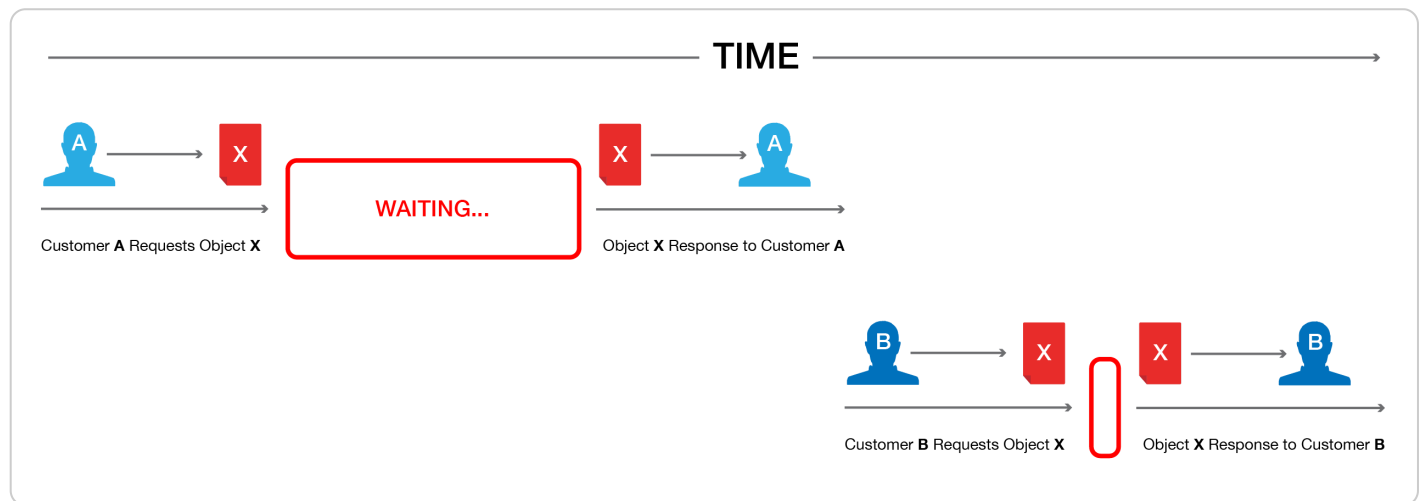 TIME
A
X
X
A
WAITING...
Customer A Requests Object X
Object X Response to Customer A
B
X
X
B
Customer B Requests Object X
Object X Response to Customer B